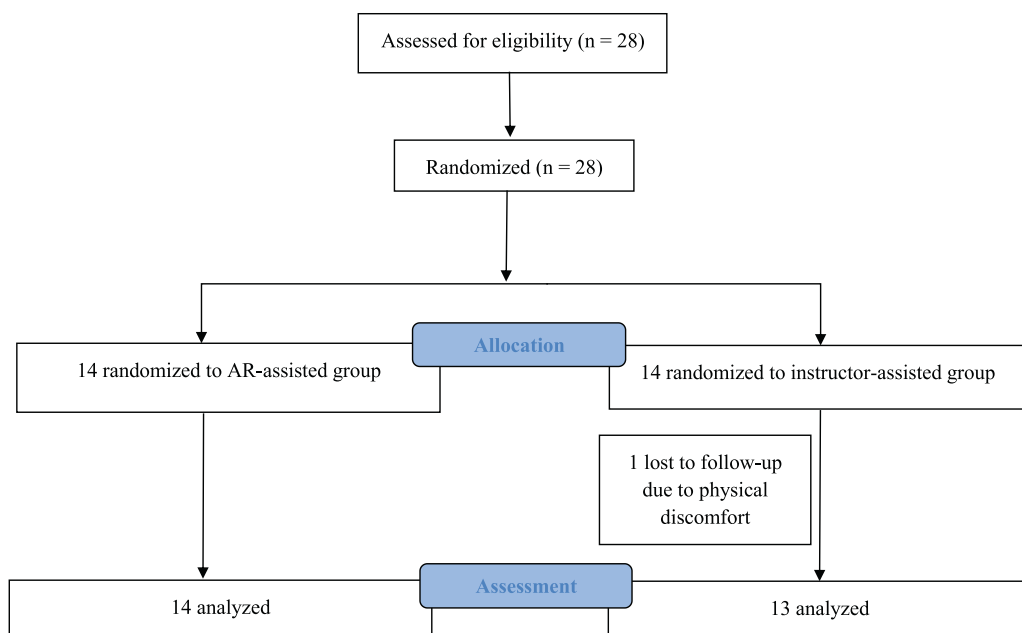 Assessed for eligibility (n = 28)
Randomized (n = 28)
Allocation
14 randomized to AR-assisted group
14 randomized to instructor-assisted group
1 lost to follow-up
due to physical
discomfort
Assessment
14 analyzed
13 analyzed